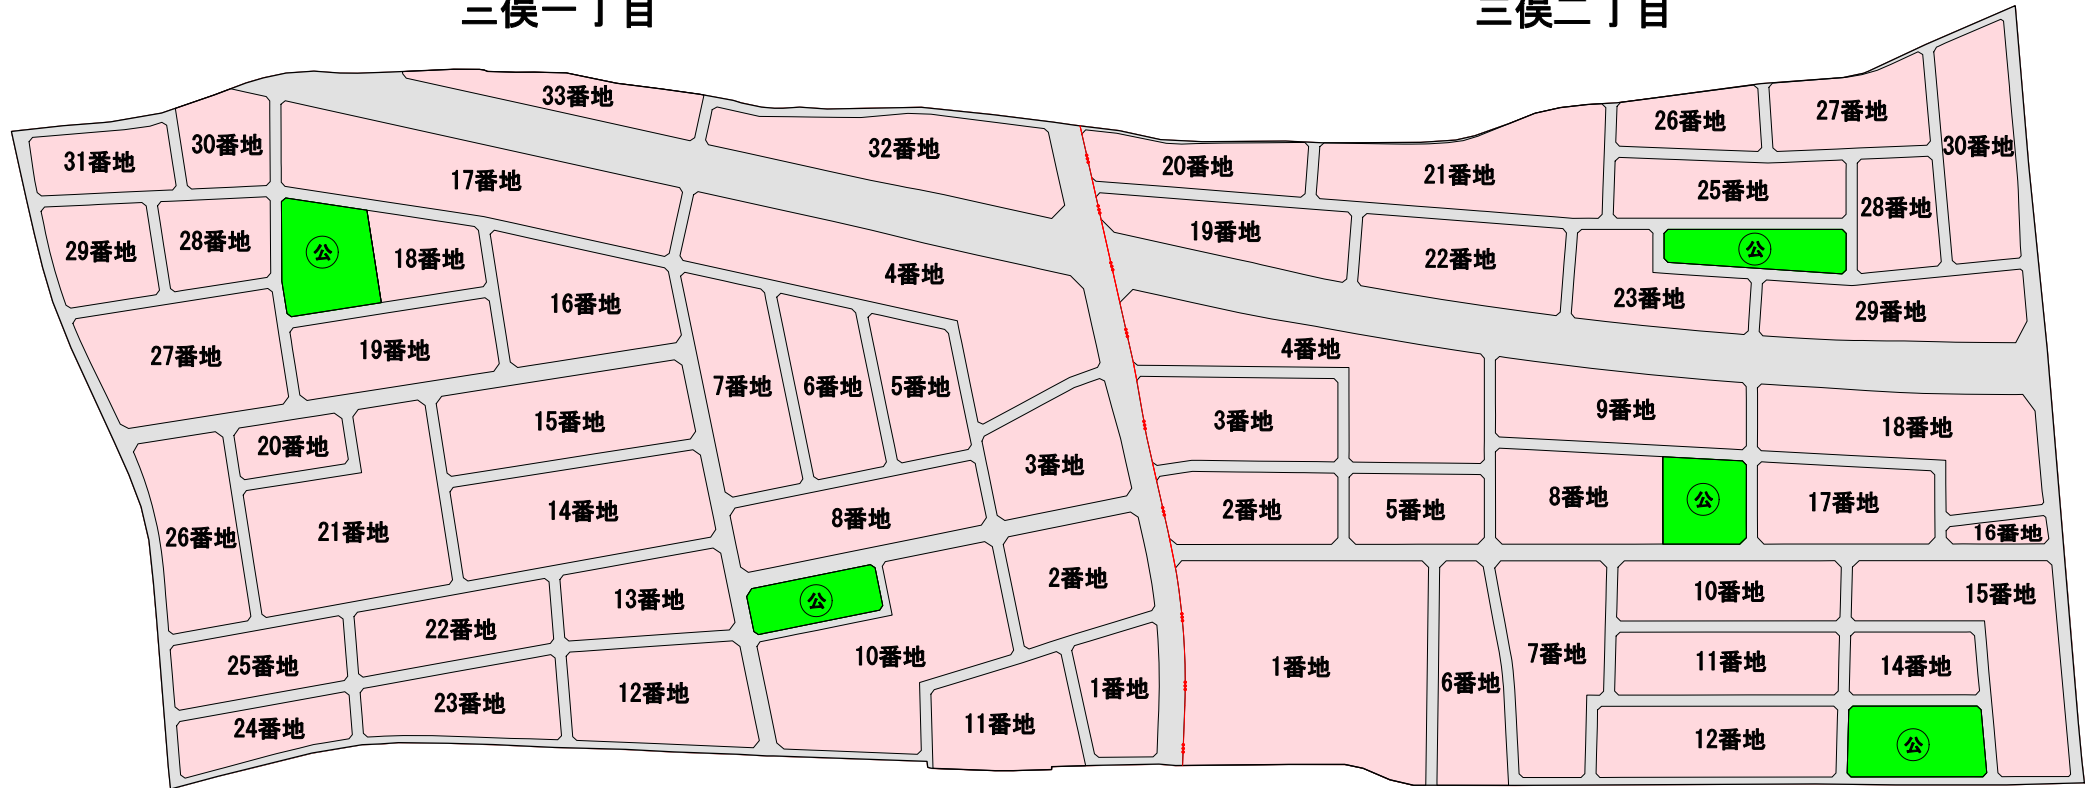 三俣一丁目
三俣二丁目
33番地
32番地
31番地
30番地
17番地
29番地
28番地
公
18番地
16番地
4番地
27番地
19番地
7番地
6番地
5番地
20番地
15番地
3番地
26番地
21番地
14番地
8番地
13番地
公
2番地
25番地
22番地
10番地
24番地
23番地
12番地
11番地
1番地
20番地
21番地
26番地
27番地
30番地
19番地
22番地
25番地
28番地
公
23番地
29番地
4番地
3番地
9番地
18番地
2番地
5番地
8番地
公
17番地
16番地
1番地
6番地
7番地
10番地
15番地
11番地
14番地
12番地
公